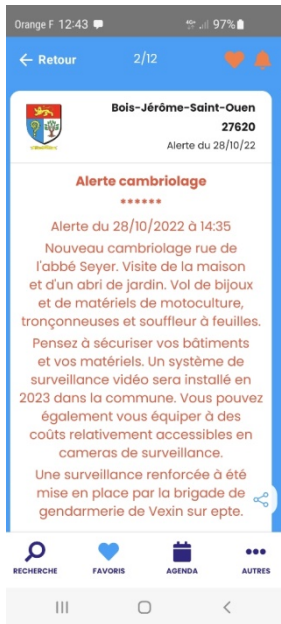 Orange F 12:43 97%
← Retour 2/12
Bois-Jérôme-Saint-Ouen
27620
Alerte du 28/10/22
Alerte cambriolage
******
Alerte du 28/10/2022 à 14:35
Nouveau cambriolage rue de
l'abbé Seyer. Visite de la maison
et d'un abri de jardin. Vol de bijoux
et de matériels de motoculture,
tronçonneuses et souffleur à feuilles.
Pensez à sécuriser vos bâtiments
et vos matériels. Un système de
surveillance vidéo sera installé en
2023 dans la commune. Vous pouvez
également vous équiper à des
coûts relativement accessibles en
cameras de surveillance.
Une surveillance renforcée à été
mise en place par la brigade de
gendarmerie de Vexin sur epte.
RECHERCHE FAVORIS AGENDA AUTRES